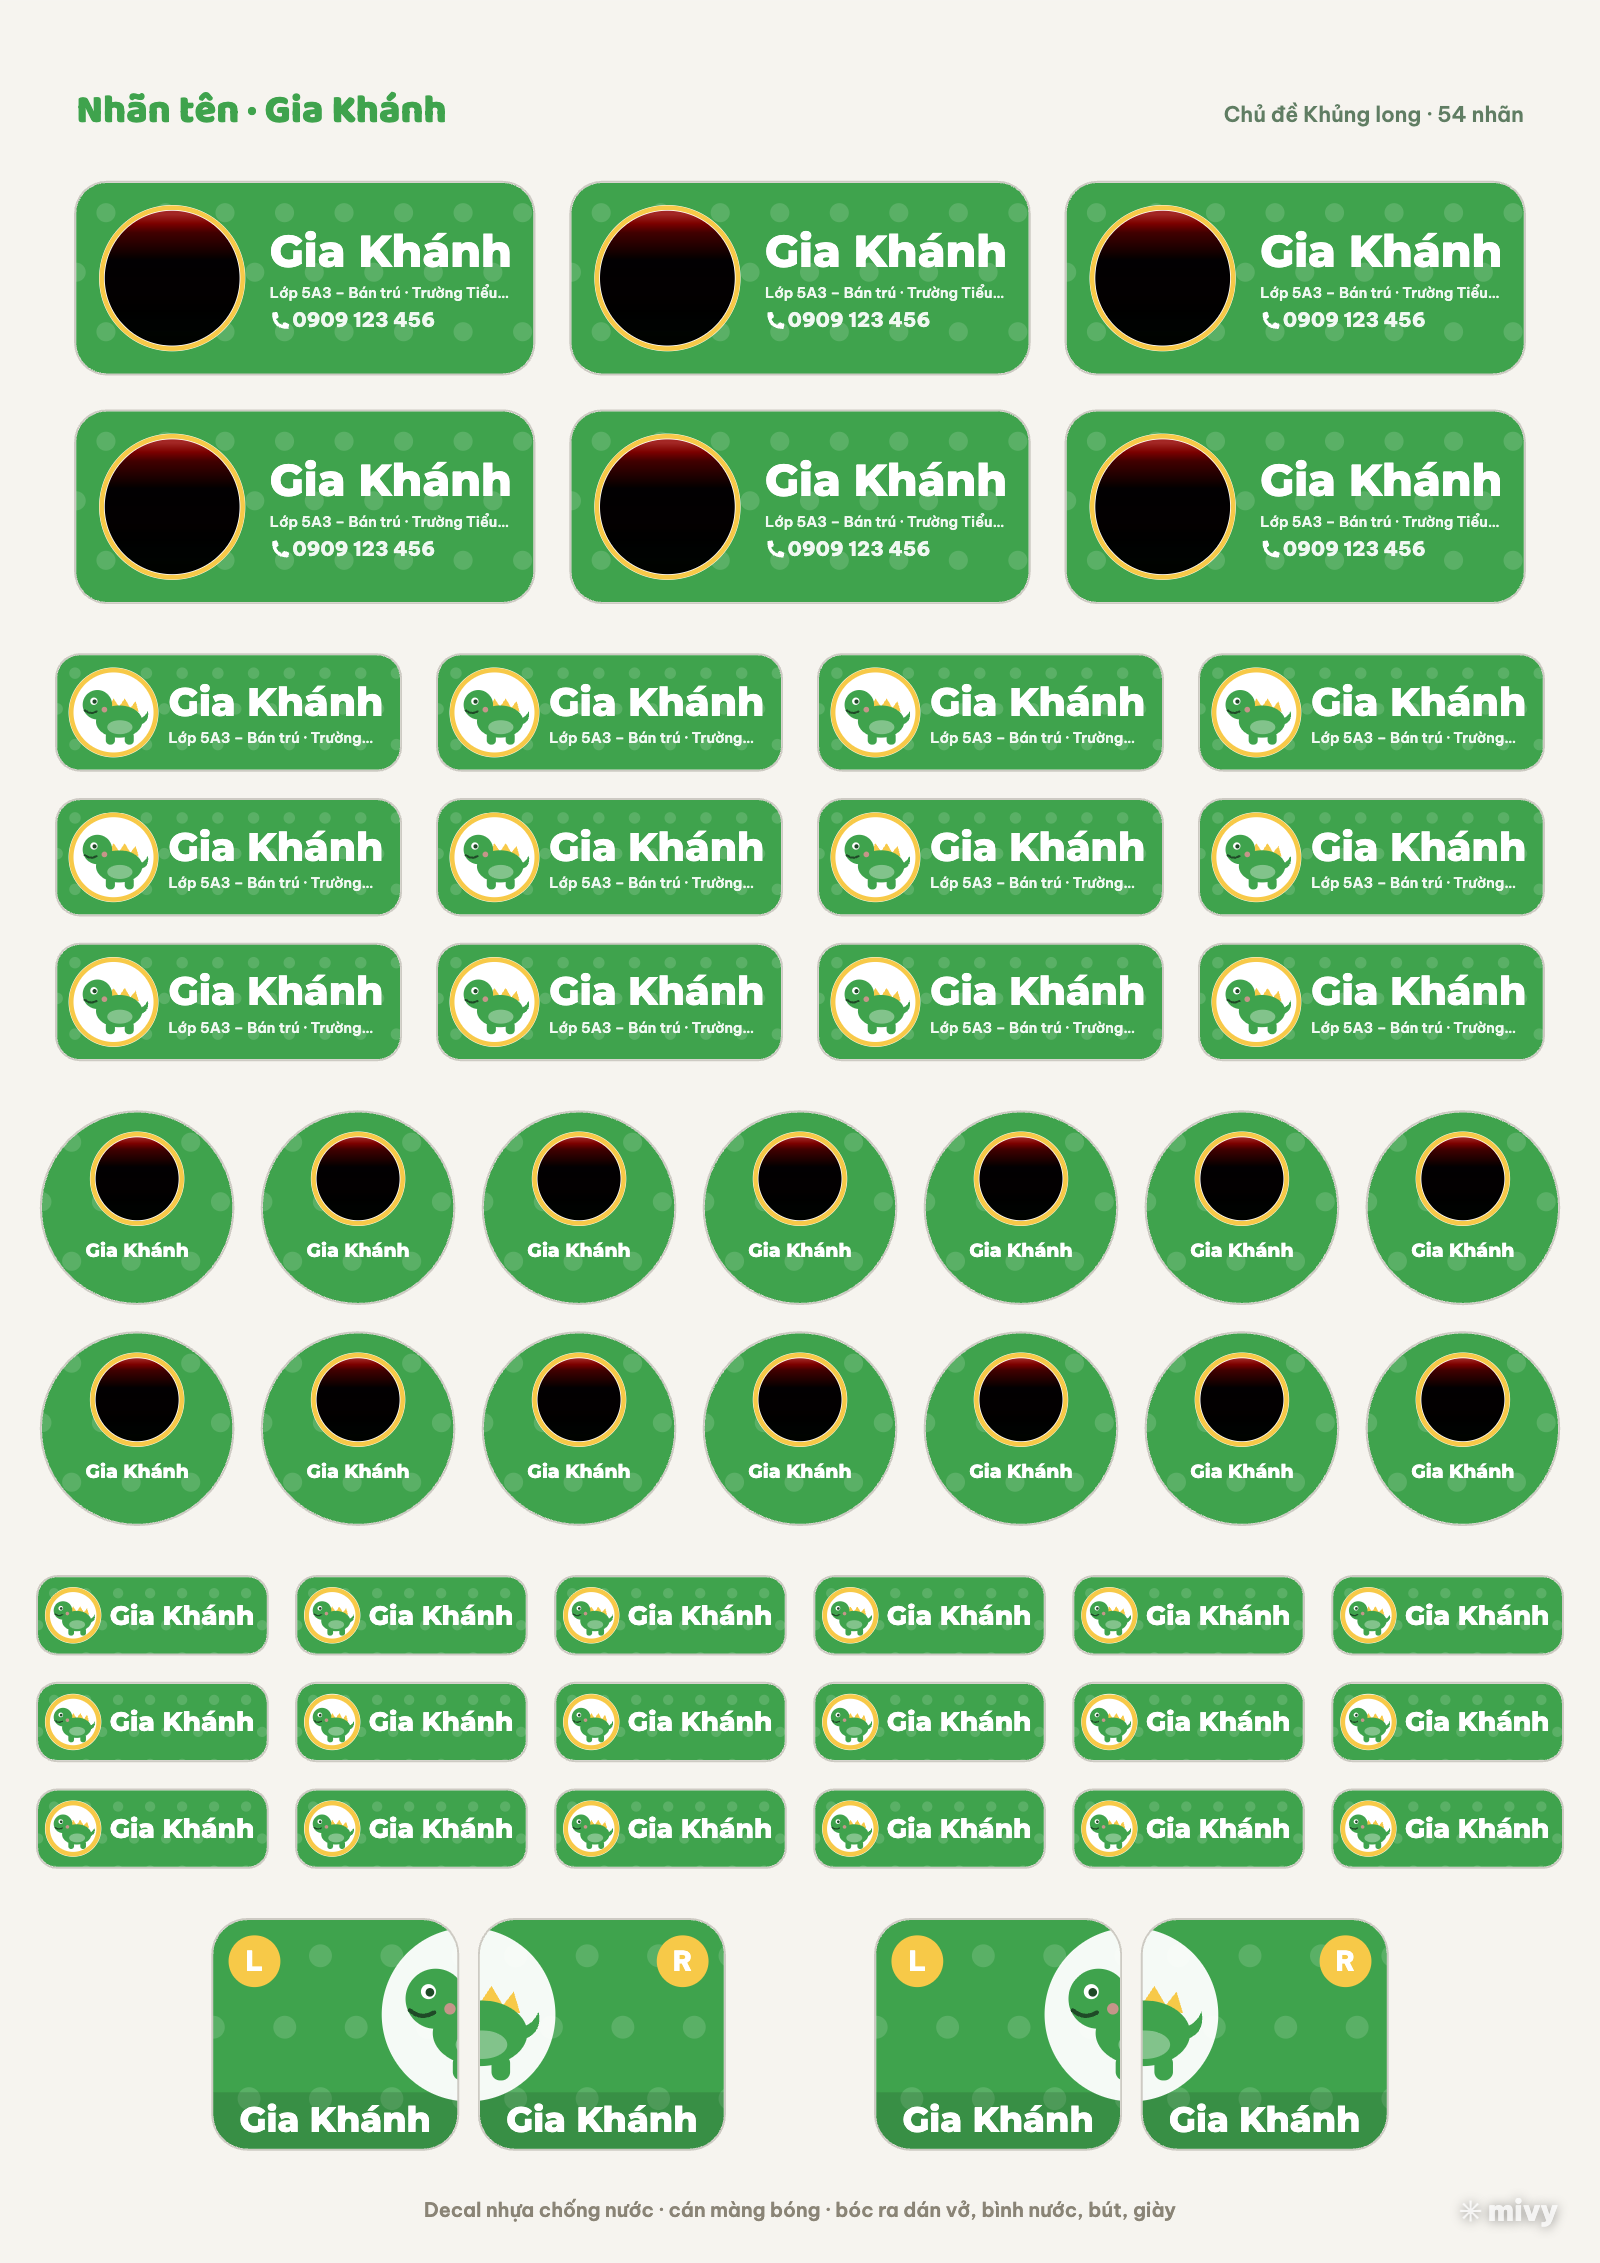 Nhãn tên · Gia Khánh
Chủ đề Khủng long · 54 nhãn
Gia Khánh Gia Khánh Gia Khánh
Lớp 5A3 – Bán trú · Trường Tiểu... Lớp 5A3 – Bán trú · Trường Tiểu... Lớp 5A3 – Bán trú · Trường Tiểu...
0909 123 456 0909 123 456 0909 123 456
Gia Khánh Gia Khánh Gia Khánh
Lớp 5A3 – Bán trú · Trường Tiểu... Lớp 5A3 – Bán trú · Trường Tiểu... Lớp 5A3 – Bán trú · Trường Tiểu...
0909 123 456 0909 123 456 0909 123 456
Gia Khánh Gia Khánh Gia Khánh Gia Khánh
Lớp 5A3 – Bán trú · Trường... Lớp 5A3 – Bán trú · Trường... Lớp 5A3 – Bán trú · Trường... Lớp 5A3 – Bán trú · Trường...
Gia Khánh Gia Khánh Gia Khánh Gia Khánh
Lớp 5A3 – Bán trú · Trường... Lớp 5A3 – Bán trú · Trường... Lớp 5A3 – Bán trú · Trường... Lớp 5A3 – Bán trú · Trường...
Gia Khánh Gia Khánh Gia Khánh Gia Khánh
Lớp 5A3 – Bán trú · Trường... Lớp 5A3 – Bán trú · Trường... Lớp 5A3 – Bán trú · Trường... Lớp 5A3 – Bán trú · Trường...
Gia Khánh Gia Khánh Gia Khánh Gia Khánh Gia Khánh Gia Khánh Gia Khánh
Gia Khánh Gia Khánh Gia Khánh Gia Khánh Gia Khánh Gia Khánh Gia Khánh
Gia Khánh Gia Khánh Gia Khánh Gia Khánh Gia Khánh Gia Khánh
Gia Khánh Gia Khánh Gia Khánh Gia Khánh Gia Khánh Gia Khánh
Gia Khánh Gia Khánh Gia Khánh Gia Khánh Gia Khánh Gia Khánh
L R L R
Gia Khánh Gia Khánh Gia Khánh Gia Khánh
Decal nhựa chống nước · cán màng bóng · bóc ra dán vở, bình nước, bút, giày
mivy